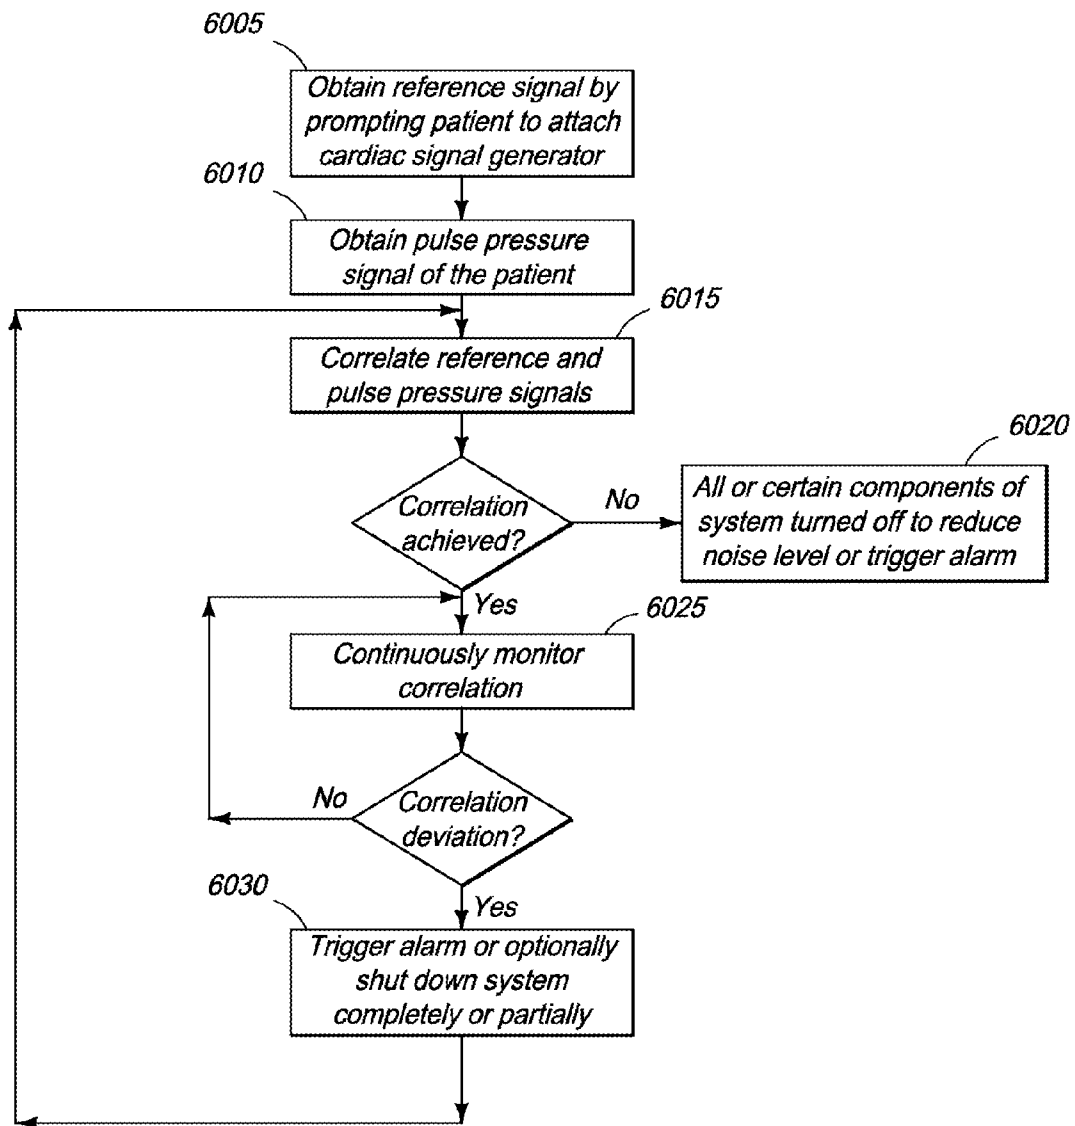 6005
Obtain reference signal by
prompting patient to attach
cardiac signal generator
6010
Obtain pulse pressure
signal of the patient
6015
Correlate reference and
pulse pressure signals
6020
Correlation
achieved?
No
All or certain components of
system turned off to reduce
noise level or trigger alarm
Yes
6025
Continuously monitor
correlation
No
Correlation
deviation?
6030
Yes
Trigger alarm or optionally
shut down system
completely or partially